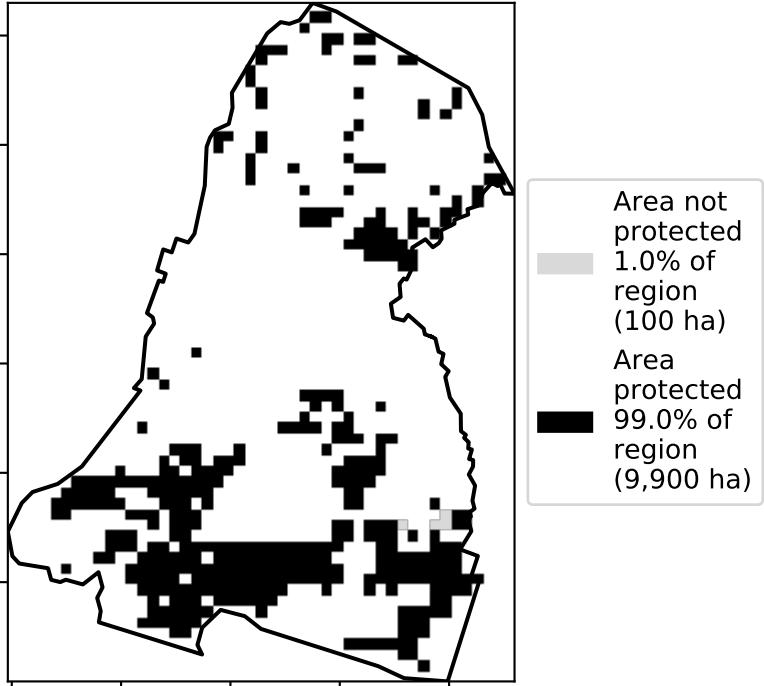 Area not
protected
1.0% of
region
(100 ha)
Area
protected
99.0% of
region
(9,900 ha)